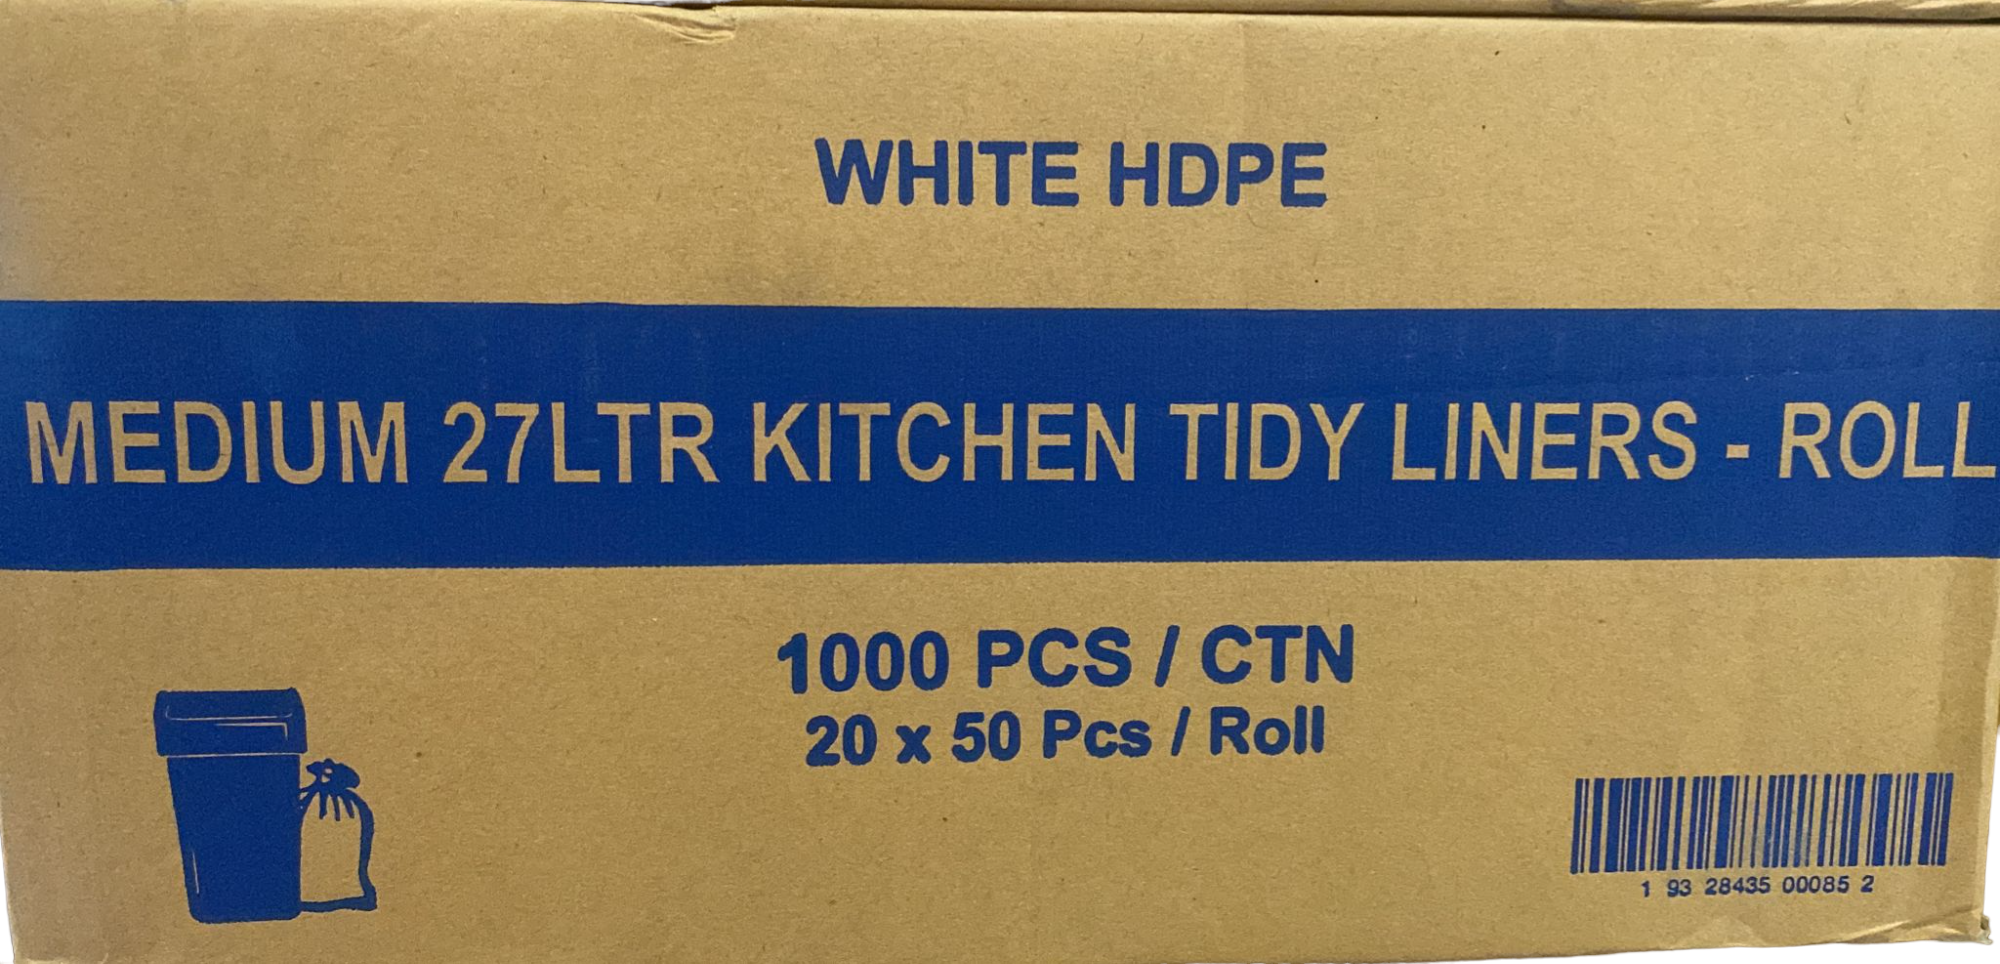 WHITE HDPE
MEDIUM 27LTR KITCHEN TIDY LINERS - ROLL
1000 PCS / CTN
20 x 50 Pcs / Roll
1 93 28435 00085 2